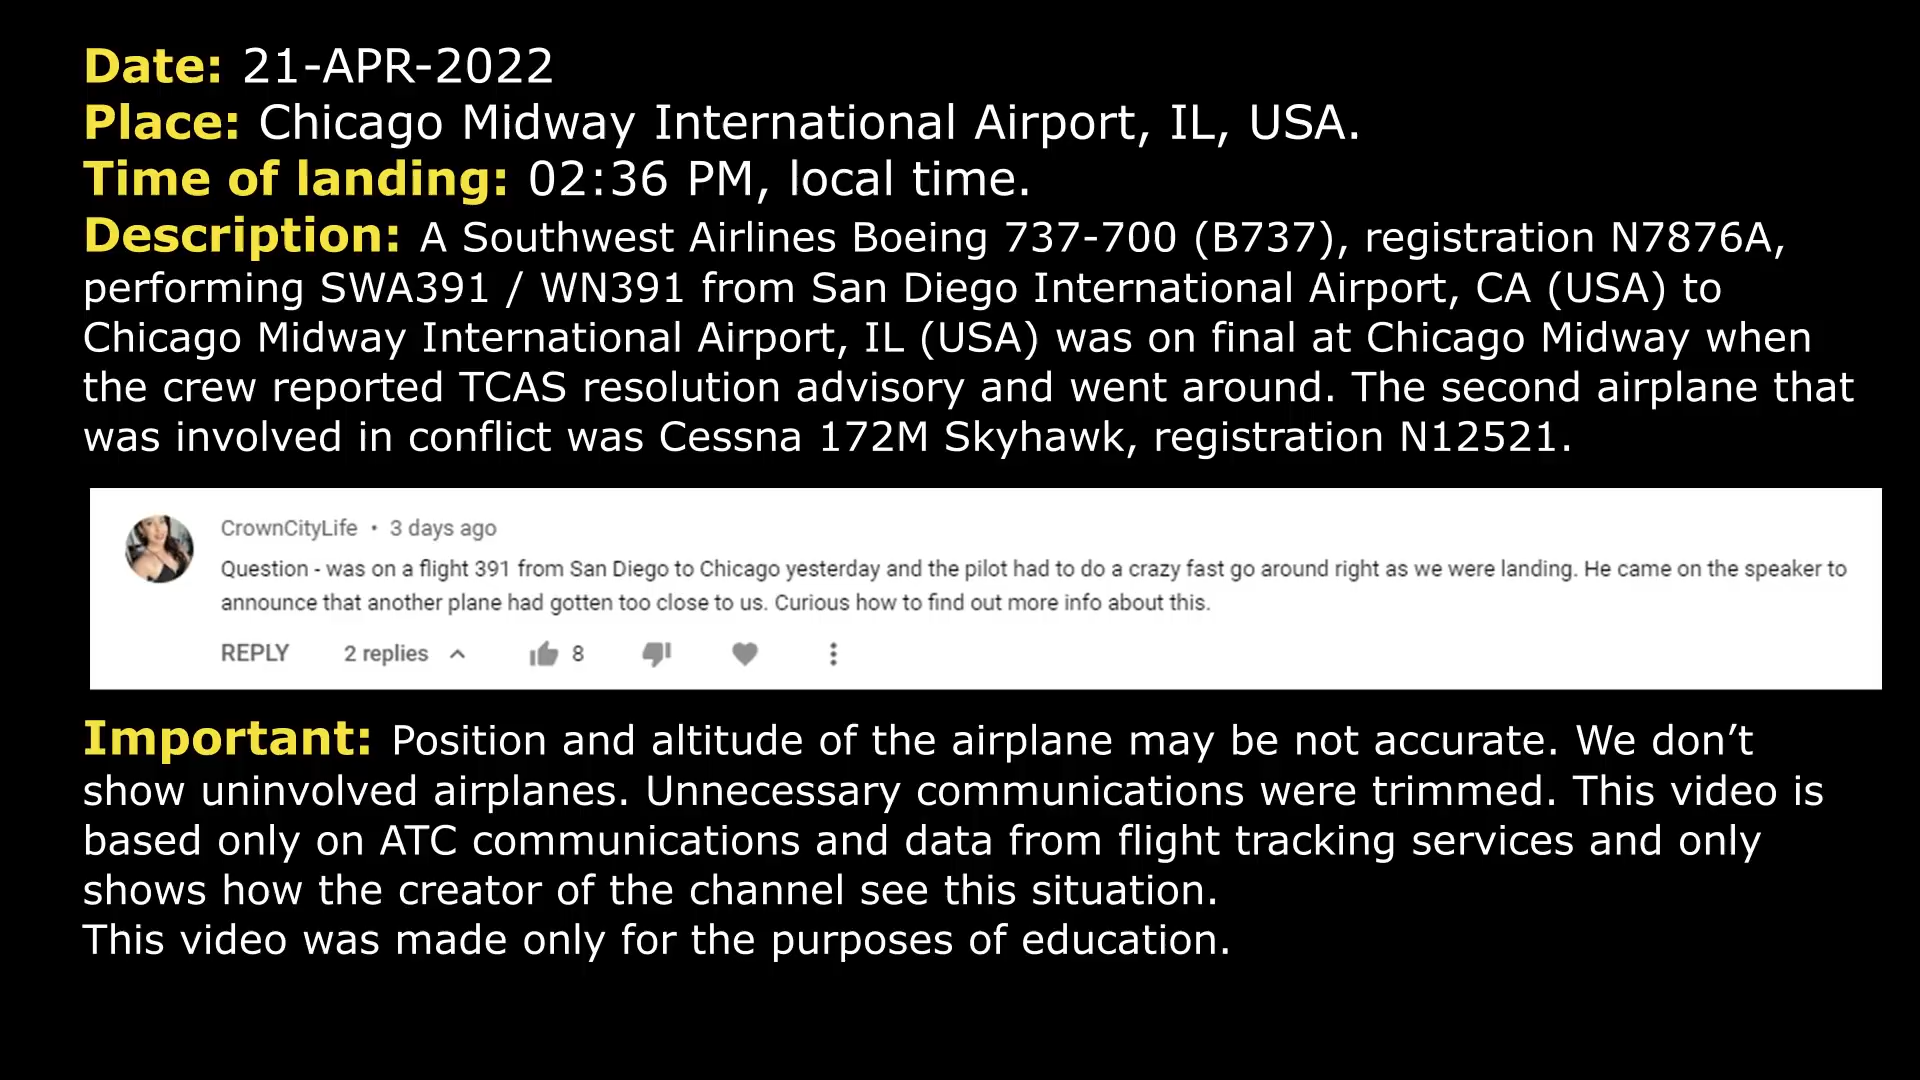 Date: 21-APR-2022
Place: Chicago Midway International Airport, IL, USA.
Time of landing: 02:36 PM, local time.
Description: A Southwest Airlines Boeing 737-700 (B737), registration N7876A,
performing SWA391 / WN391 from San Diego International Airport, CA (USA) to
Chicago Midway International Airport, IL (USA) was on final at Chicago Midway when
the crew reported TCAS resolution advisory and went around. The second airplane that
was involved in conflict was Cessna 172M Skyhawk, registration N12521.
CrownCityLife • 3 days ago
Question - was on a flight 391 from San Diego to Chicago yesterday and the pilot had to do a crazy fast go around right as we were landing. He came on the speaker to
announce that another plane had gotten too close to us. Curious how to find out more info about this.
REPLY 2 replies 8
Important: Position and altitude of the airplane may be not accurate. We don’t
show uninvolved airplanes. Unnecessary communications were trimmed. This video is
based only on ATC communications and data from flight tracking services and only
shows how the creator of the channel see this situation.
This video was made only for the purposes of education.